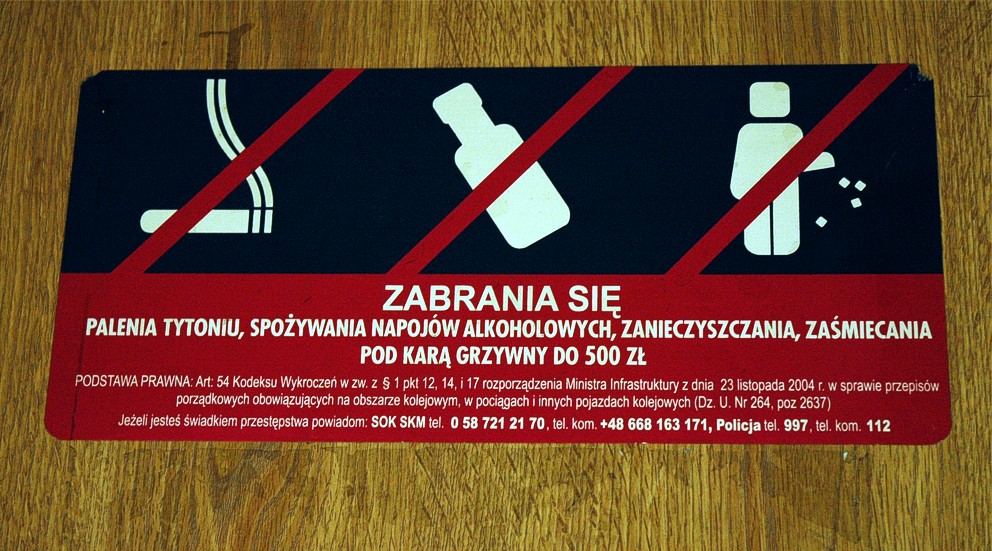 ZABRANIA SIĘ
PALENIA TYTONIU, SPOŻYWANIA NAPOJÓW ALKOHOLOWYCH, ZANIECZYSZCZANIA, ZAŚMIECANIA
POD KARĄ GRZYWNY DO 500 ZŁ
PODSTAWA PRAWNA: Art: 54 Kodeksu Wykroczeń w zw. z § 1 pkt 12, 14, i 17 rozporządzenia Ministra Infrastruktury z dnia 23 listopada 2004 r. w sprawie przepisów
porządkowych obowiązujących na obszarze kolejowym, w pociągach i innych pojazdach kolejowych (Dz. U. Nr 264, poz 2637)
Jeżeli jesteś świadkiem przestępstwa powiadom: SOK SKM tel. 0 58 721 21 70, tel. kom. +48 668 163 171, Policja tel. 997, tel. kom. 112